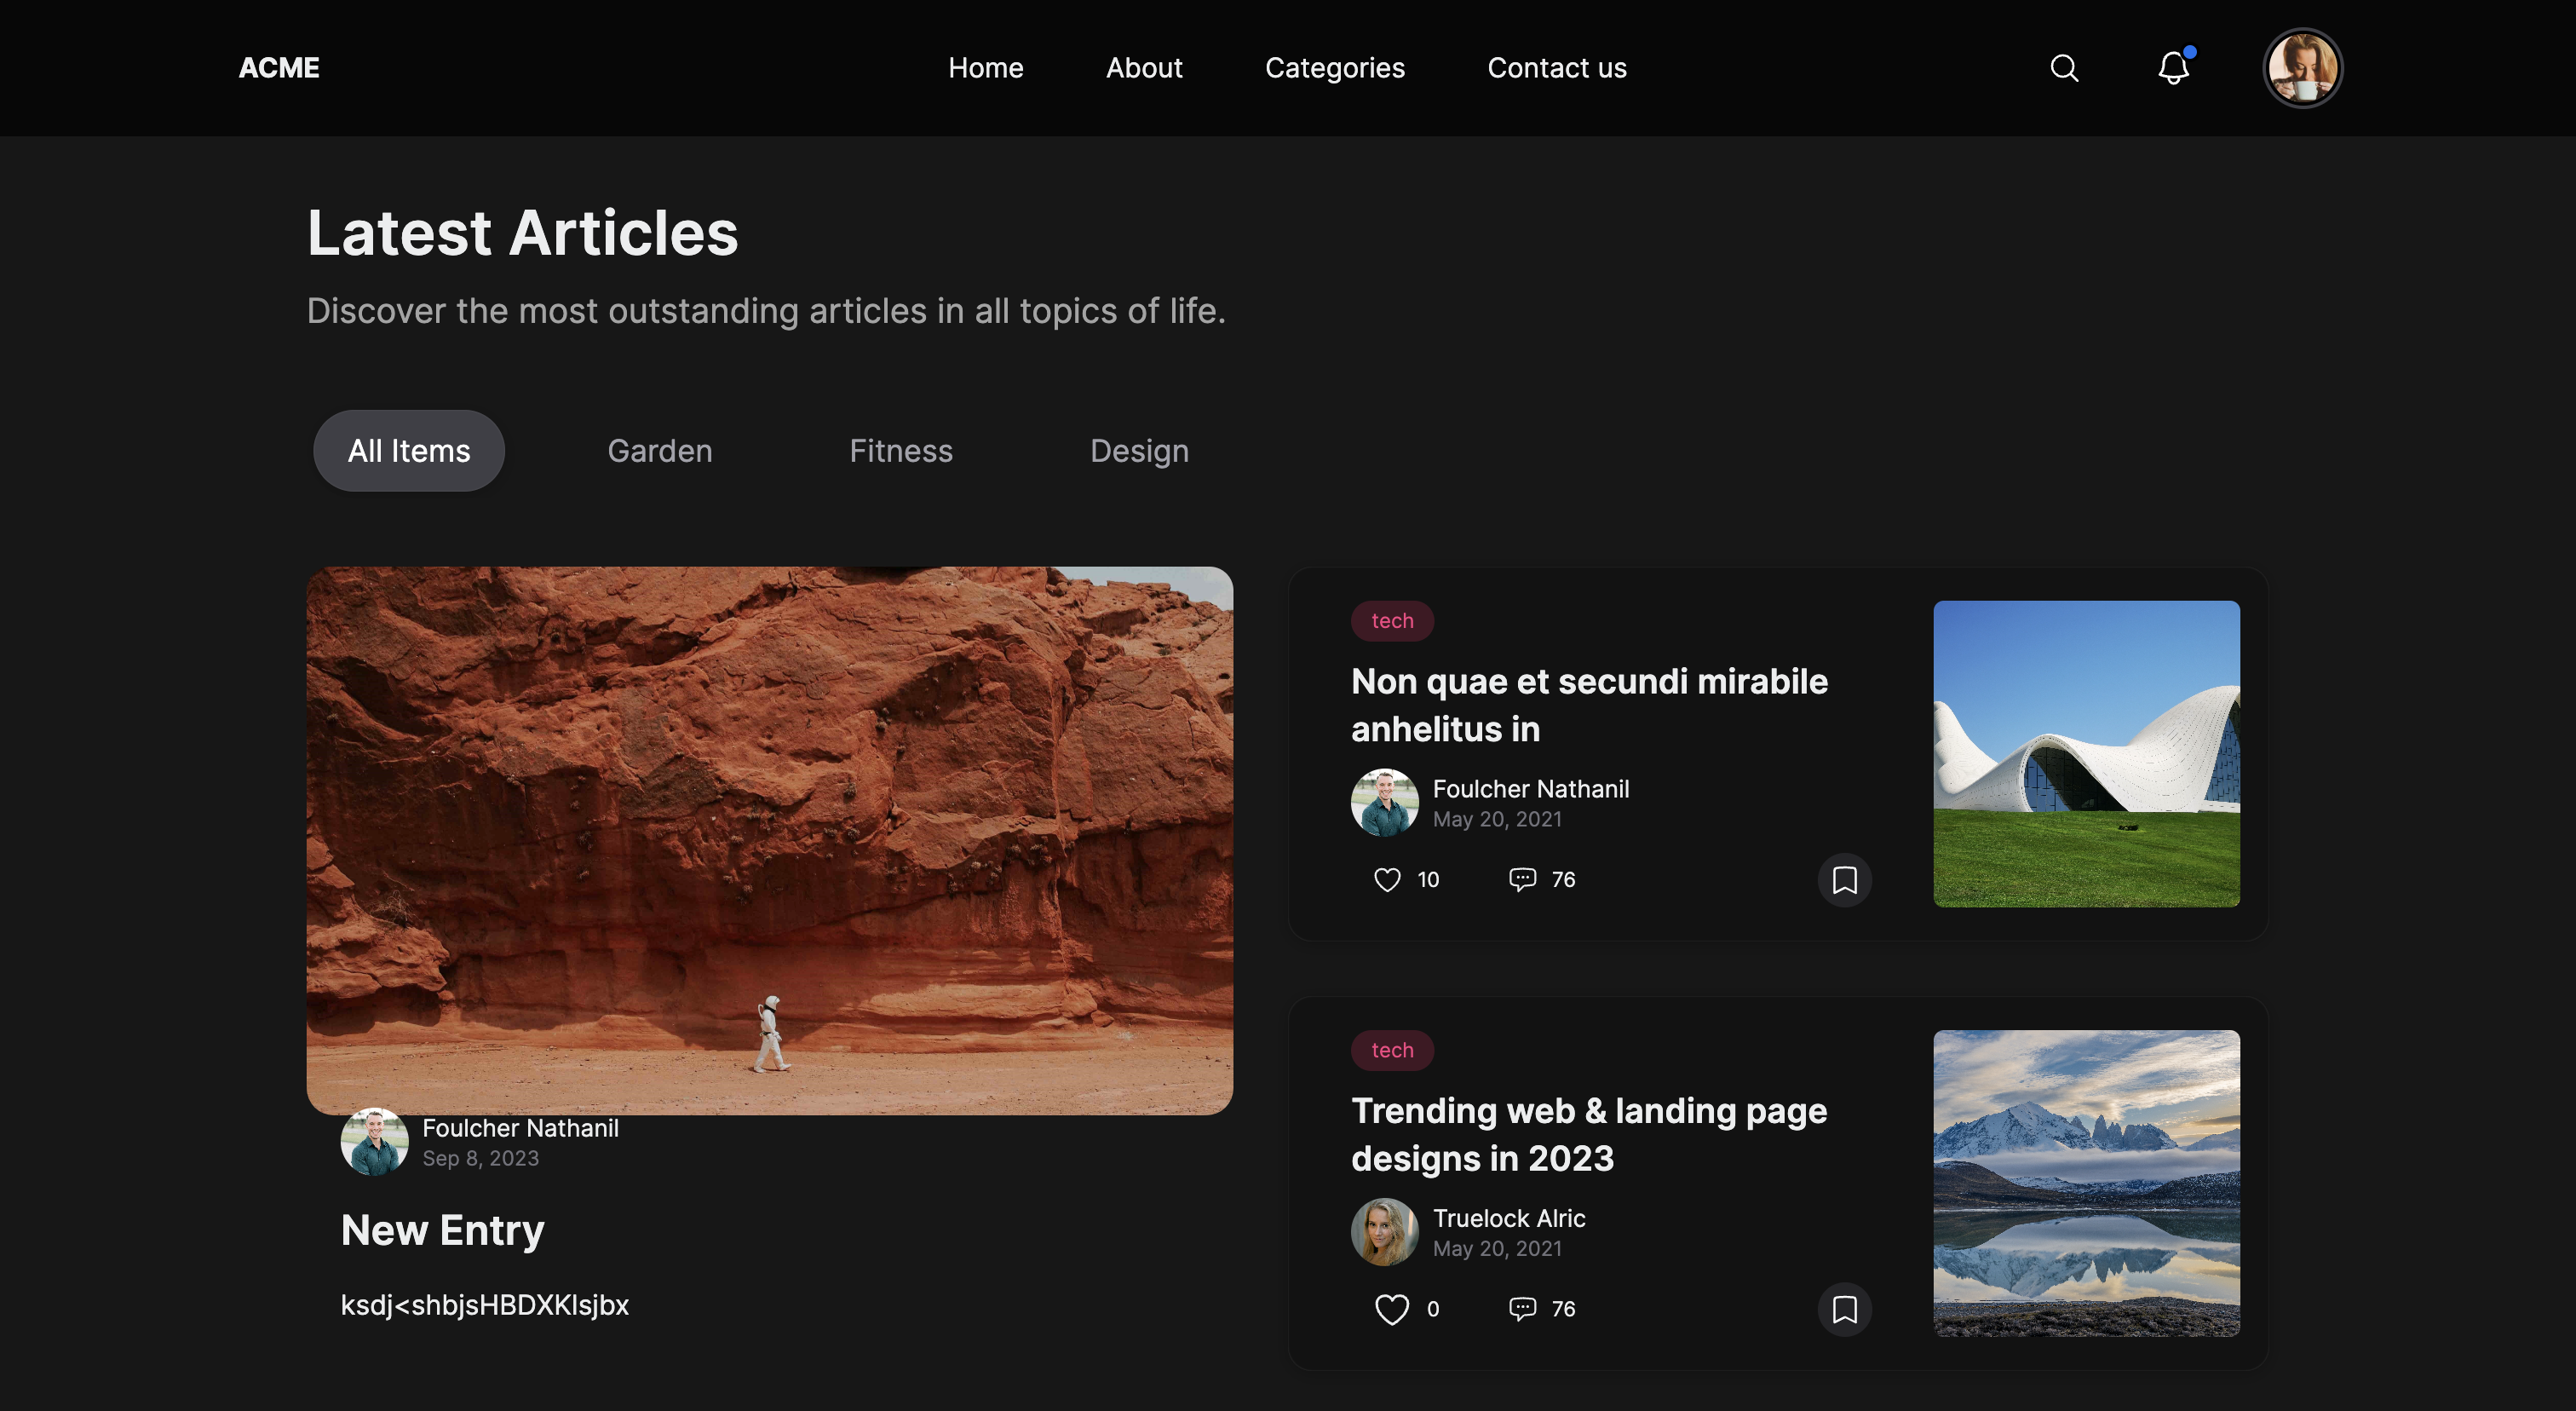 ACME
Home
About
Categories
Contact us
Latest Articles
Discover the most outstanding articles in all topics of life.
All Items
Garden
Fitness
Design
Foulcher Nathanil
Sep 8, 2023
New Entry
ksdj<shbjsHBDXKlsjbx
tech
Non quae et secundi mirabile
anhelitus in
Foulcher Nathanil
May 20, 2021
10
76
tech
Trending web & landing page
designs in 2023
Truelock Alric
May 20, 2021
0
76